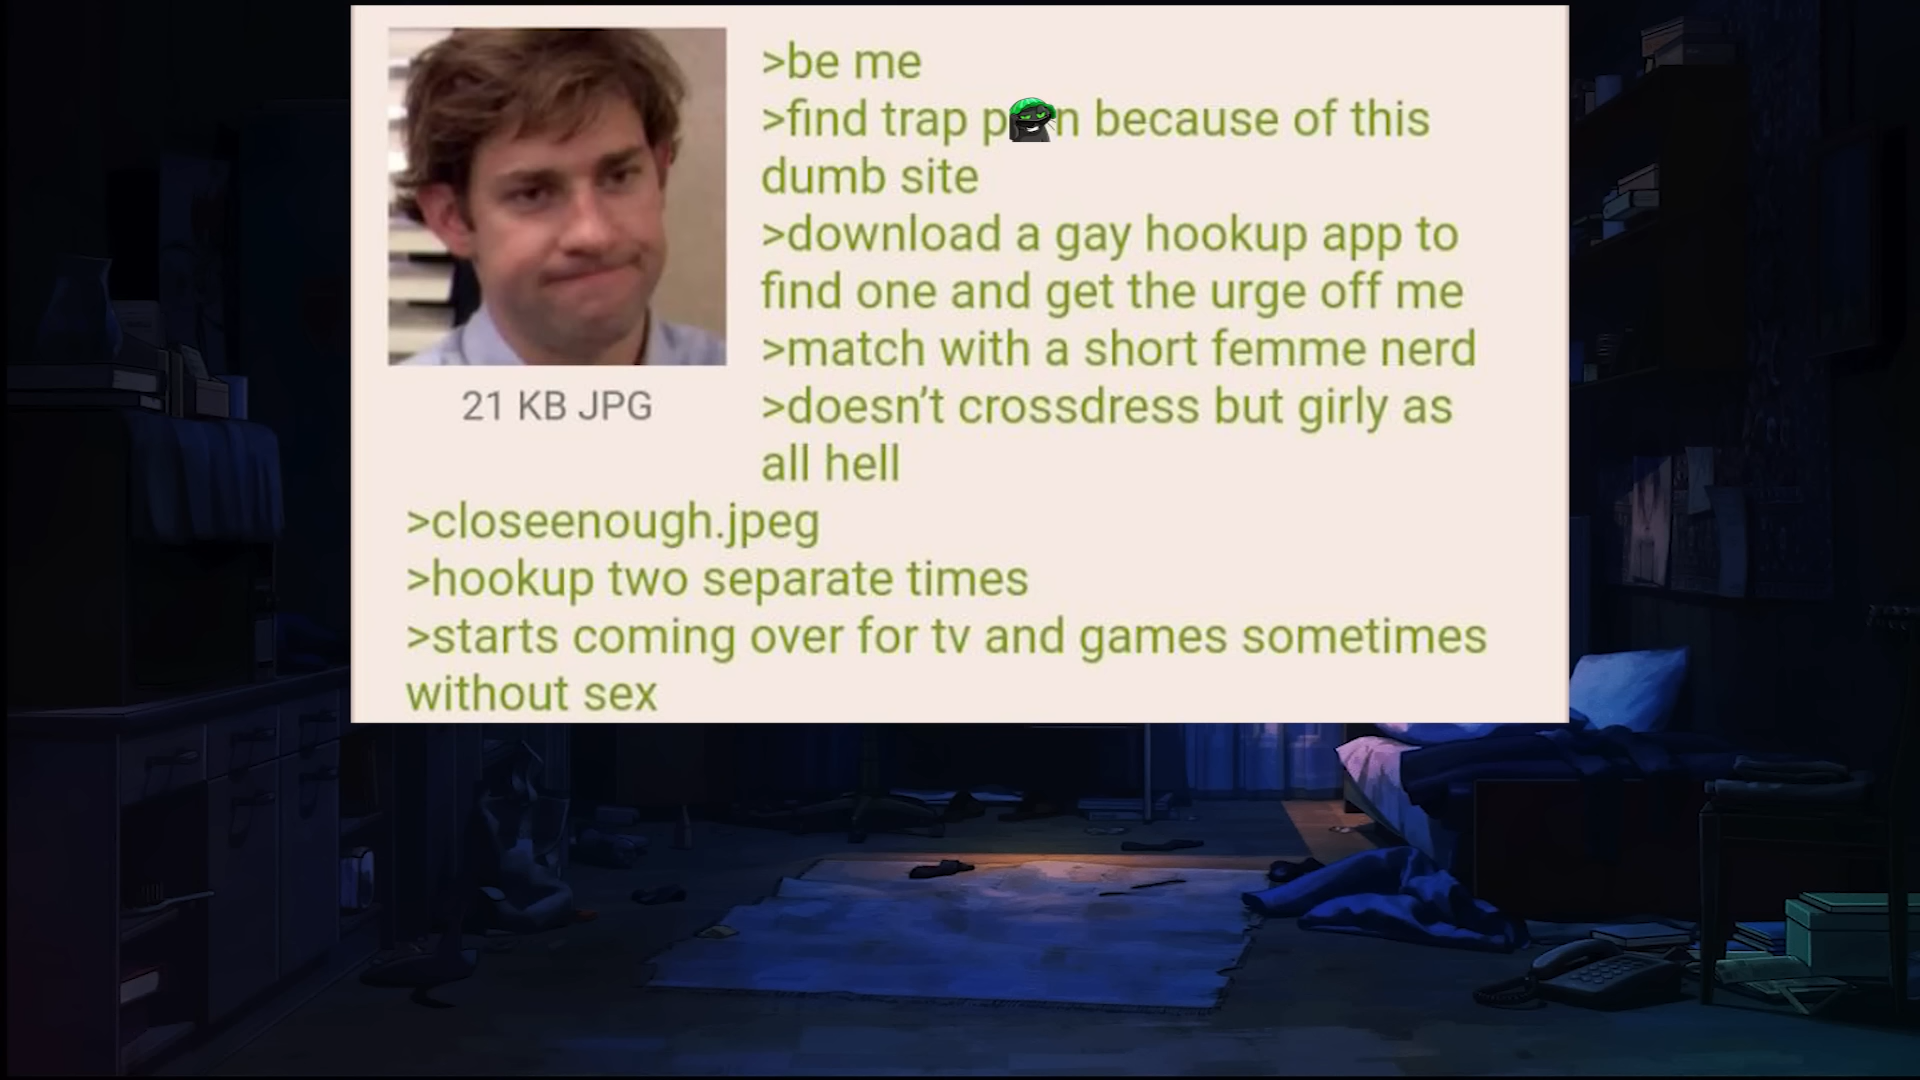 >be me
>find trap p n because of this
dumb site
>download a gay hookup app to
find one and get the urge off me
>match with a short femme nerd
>doesn’t crossdress but girly as
all hell
21 KB JPG
>closeenough.jpeg
>hookup two separate times
>starts coming over for tv and games sometimes
without sex